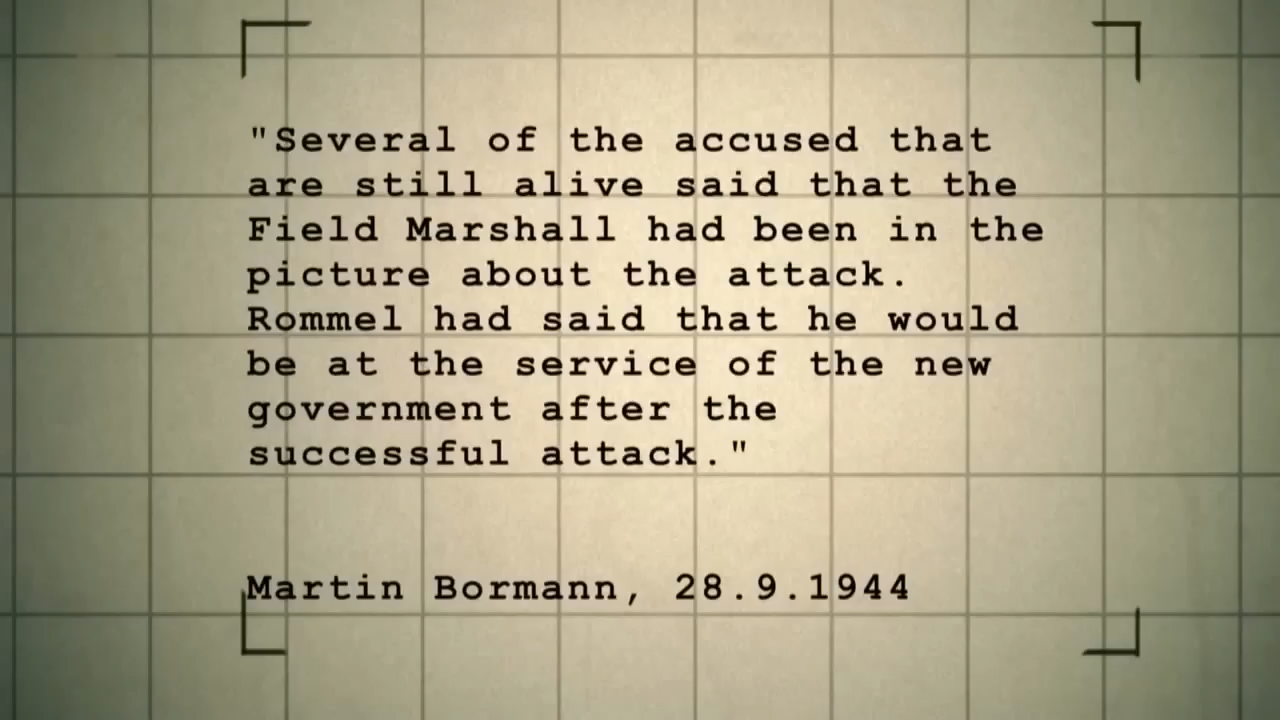 "Several of the accused that
are still alive said that the
Field Marshall had been in the
picture about the attack.
Rommel had said that he would
be at the service of the new
government after the
successful attack."
Martin Bormann, 28.9.1944